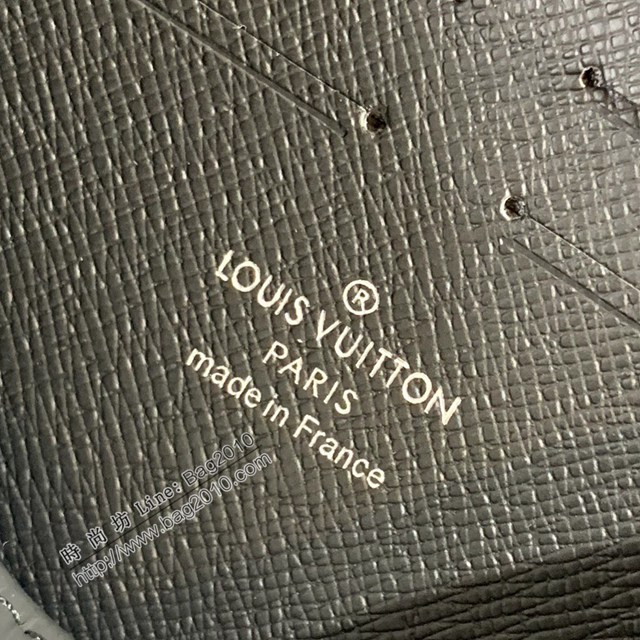 ®
LOUIS VUITTON
PARIS
made in France
時尚坊 Line: Bag2010
http://www.bag2010.com